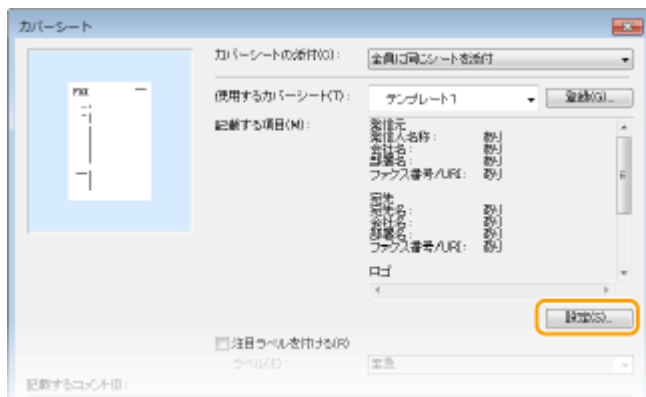 カバーシート
カバーシートの添付(O): 全員に同じシートを添付
使用するカバーシート(T): テンプレート1 登録(G)...
記載する項目(M): 発信元
発信人名称: あり
会社名: あり
部署名: あり
ファクス番号/URI: あり
宛先
宛先名: あり
会社名: あり
部署名: あり
ファクス番号/URI: あり
ロゴ
設定(S)...
注目ラベルを付ける(R)
ラベル(E): 至急
記載するコメント(I):